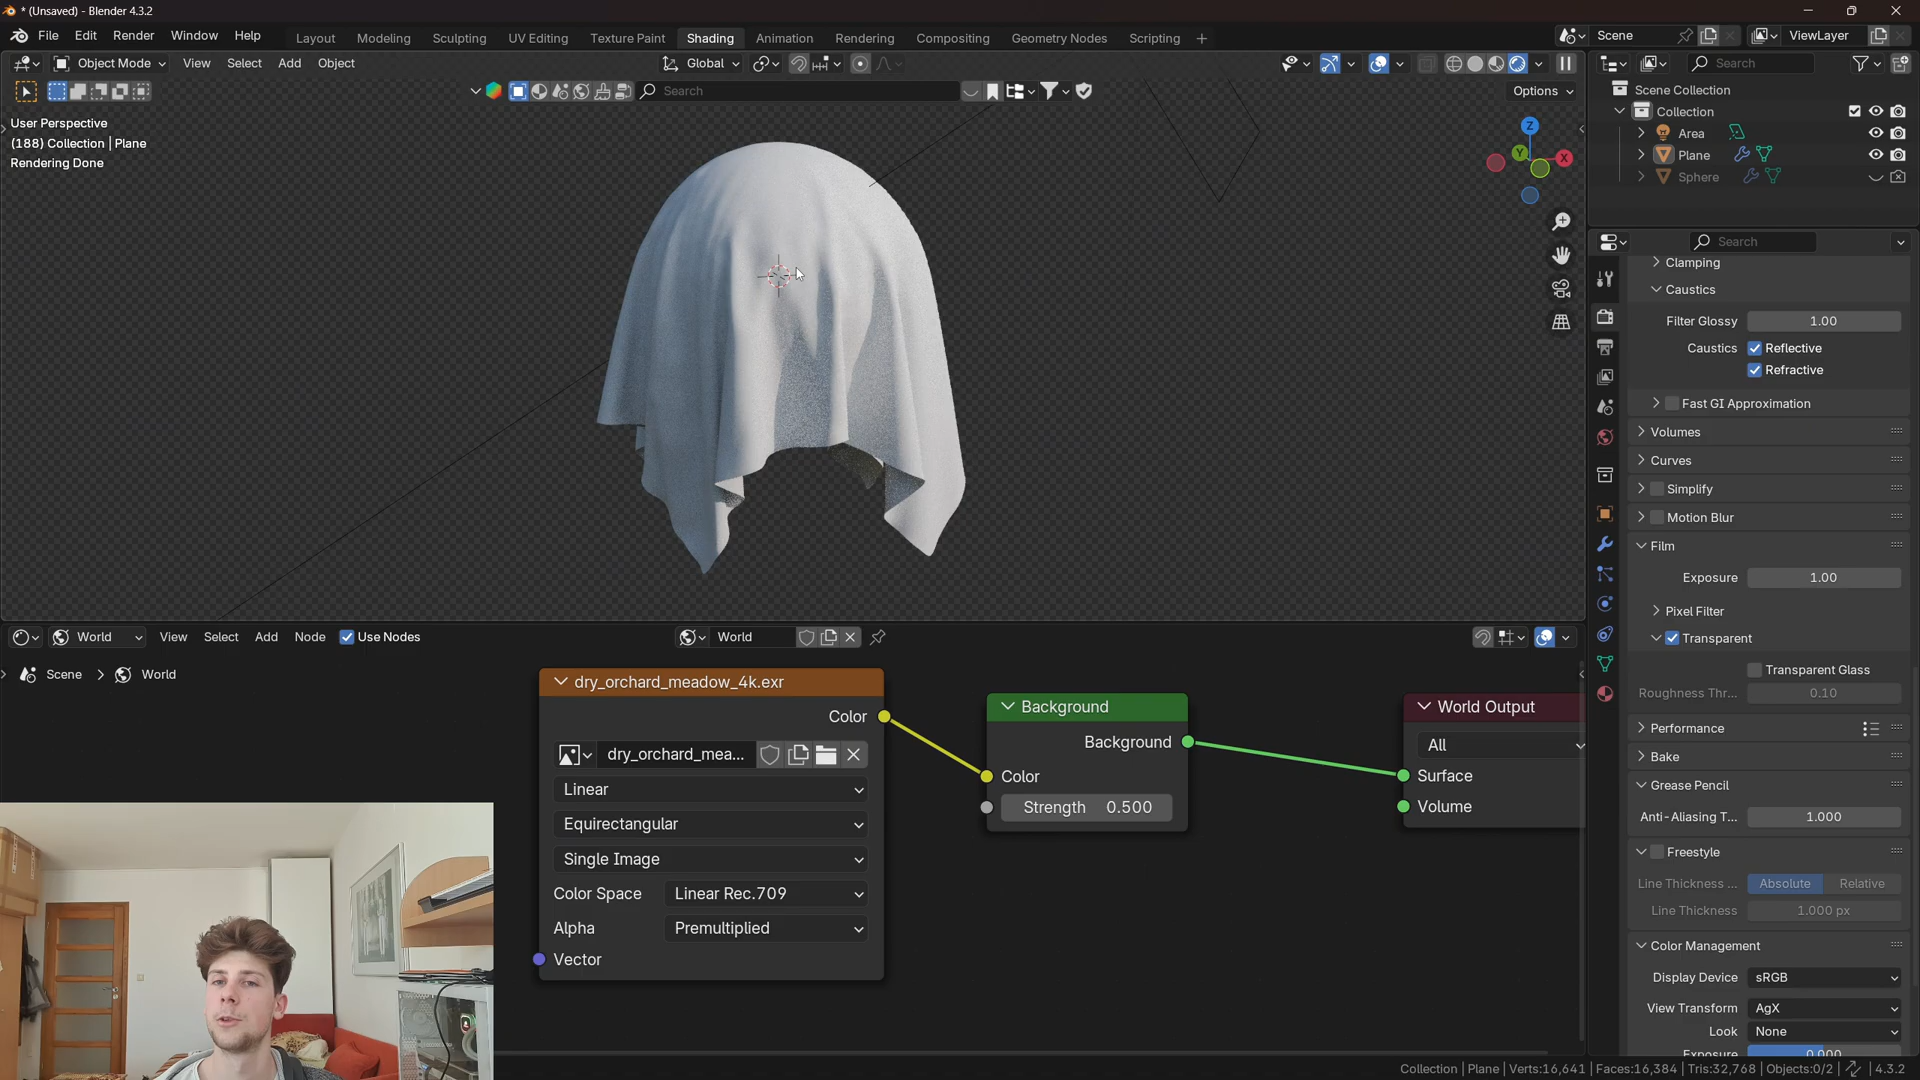 * (Unsaved) - Blender 4.3.2
File Edit Render Window Help Layout Modeling Sculpting UV Editing Texture Paint Shading Animation Rendering Compositing Geometry Nodes Scripting + Scene ViewLayer
Object Mode View Select Add Object Global Search
Search Options
Scene Collection
Collection
Area
Plane
Sphere
User Perspective
(188) Collection | Plane
Rendering Done
Z
Y
X
Search
Clamping
Caustics
Filter Glossy 1.00
Caustics Reflective
Refractive
Fast GI Approximation
Volumes
Curves
Simplify
Motion Blur
Film
Exposure 1.00
Pixel Filter
Transparent
Transparent Glass
Roughness Thr... 0.10
Performance
Bake
Grease Pencil
Anti-Aliasing T... 1.000
Freestyle
Line Thickness ... Absolute Relative
Line Thickness 1.000 px
Color Management
Display Device sRGB
View Transform AgX
Look None
Exposure 0.000
World View Select Add Node Use Nodes World
Scene World
dry_orchard_meadow_4k.exr
Color
dry_orchard_mea...
Linear
Equirectangular
Single Image
Color Space Linear Rec.709
Alpha Premultiplied
Vector
Background
Background
Color
Strength 0.500
World Output
All
Surface
Volume
Collection | Plane | Verts:16,641 | Faces:16,384 | Tris:32,768 | Objects:0/2 | 4.3.2